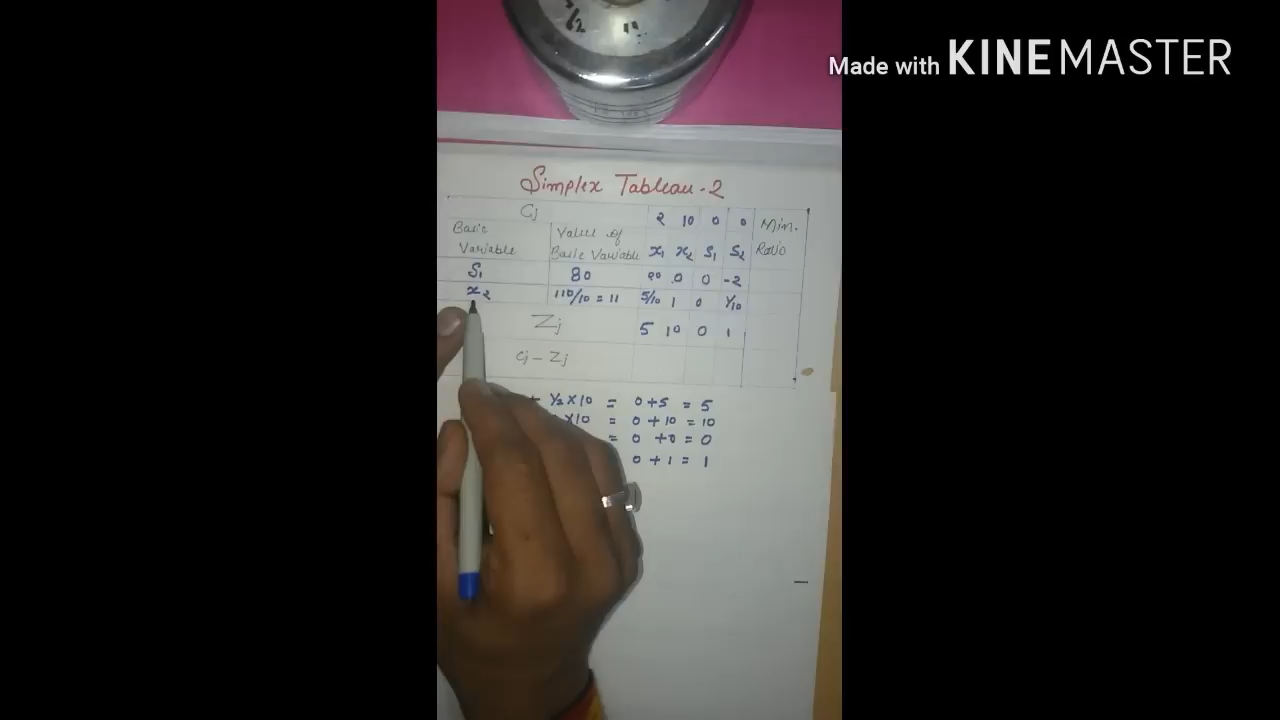 Made with KINEMASTER
Simplex Tableau-2
Cj 2 10 0 0 Min. Ratio
Basic Variable Value of Basic Variable x1 x2 S1 S2
S1 80 0 0 -2
x2 110/10 = 11 5/10 1 0 1/10
Zj 5 10 0 1
Cj - Zj
1/2 x 10 = 0 + 5 = 5
x 10 = 0 + 10 = 10
= 0 + 0 = 0
0 + 1 = 1